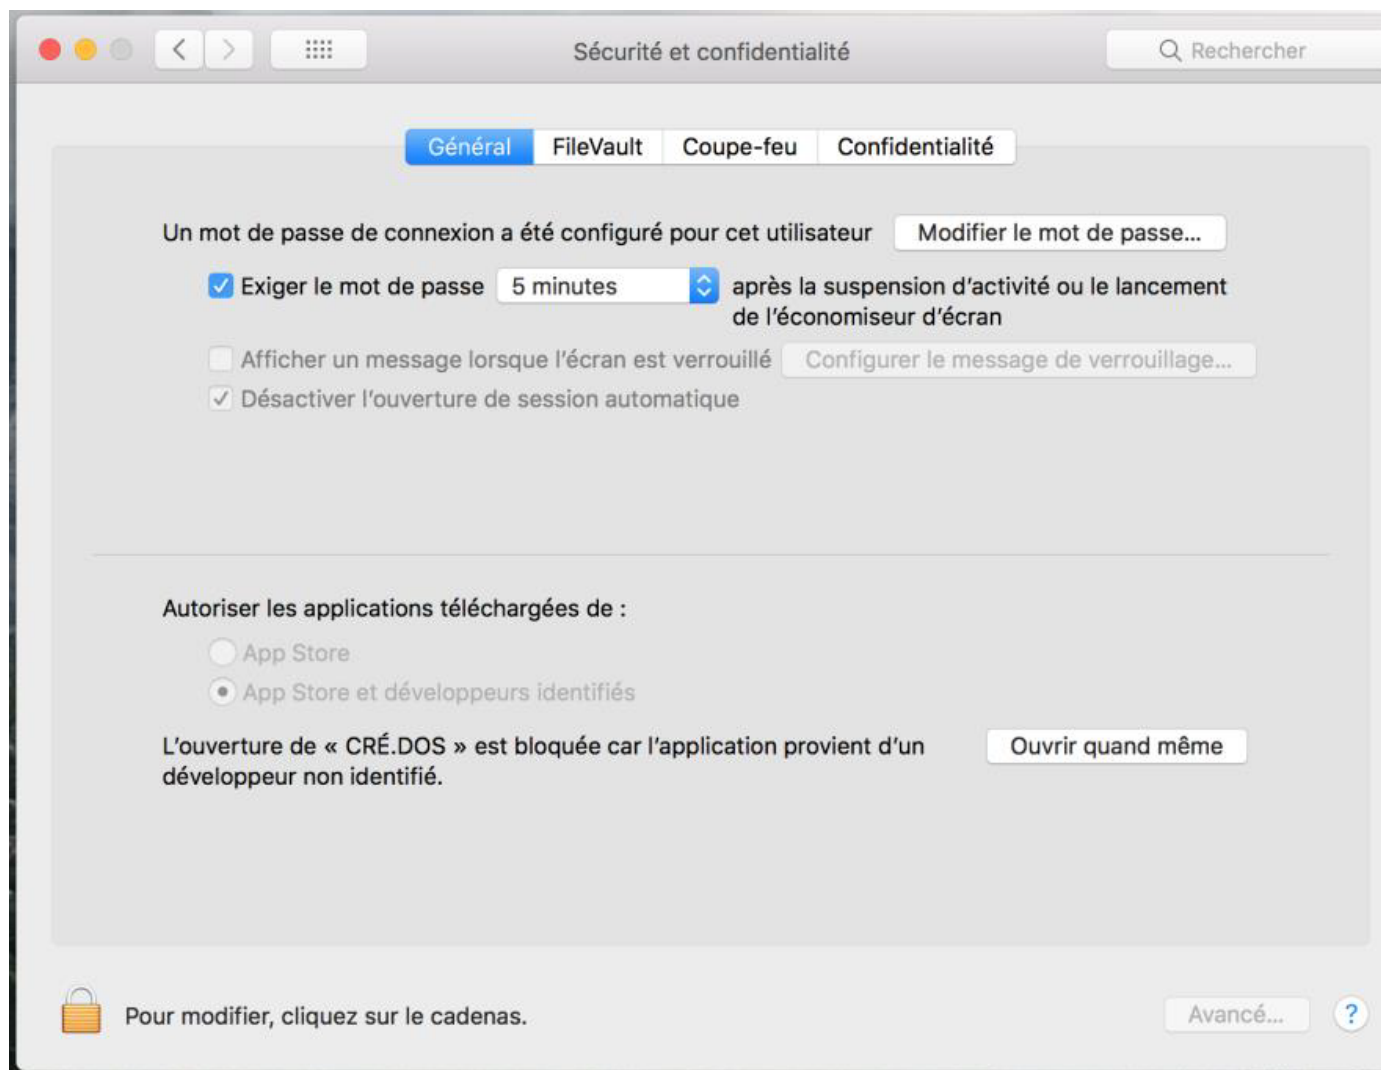 Sécurité et confidentialité
Rechercher
Général FileVault Coupe-feu Confidentialité
Un mot de passe de connexion a été configuré pour cet utilisateur Modifier le mot de passe...
Exiger le mot de passe 5 minutes après la suspension d’activité ou le lancement
de l’économiseur d’écran
Afficher un message lorsque l’écran est verrouillé Configurer le message de verrouillage...
Désactiver l’ouverture de session automatique
Autoriser les applications téléchargées de :
App Store
App Store et développeurs identifiés
L’ouverture de « CRÉ.DOS » est bloquée car l’application provient d’un
développeur non identifié.
Ouvrir quand même
Pour modifier, cliquez sur le cadenas.
Avancé... ?